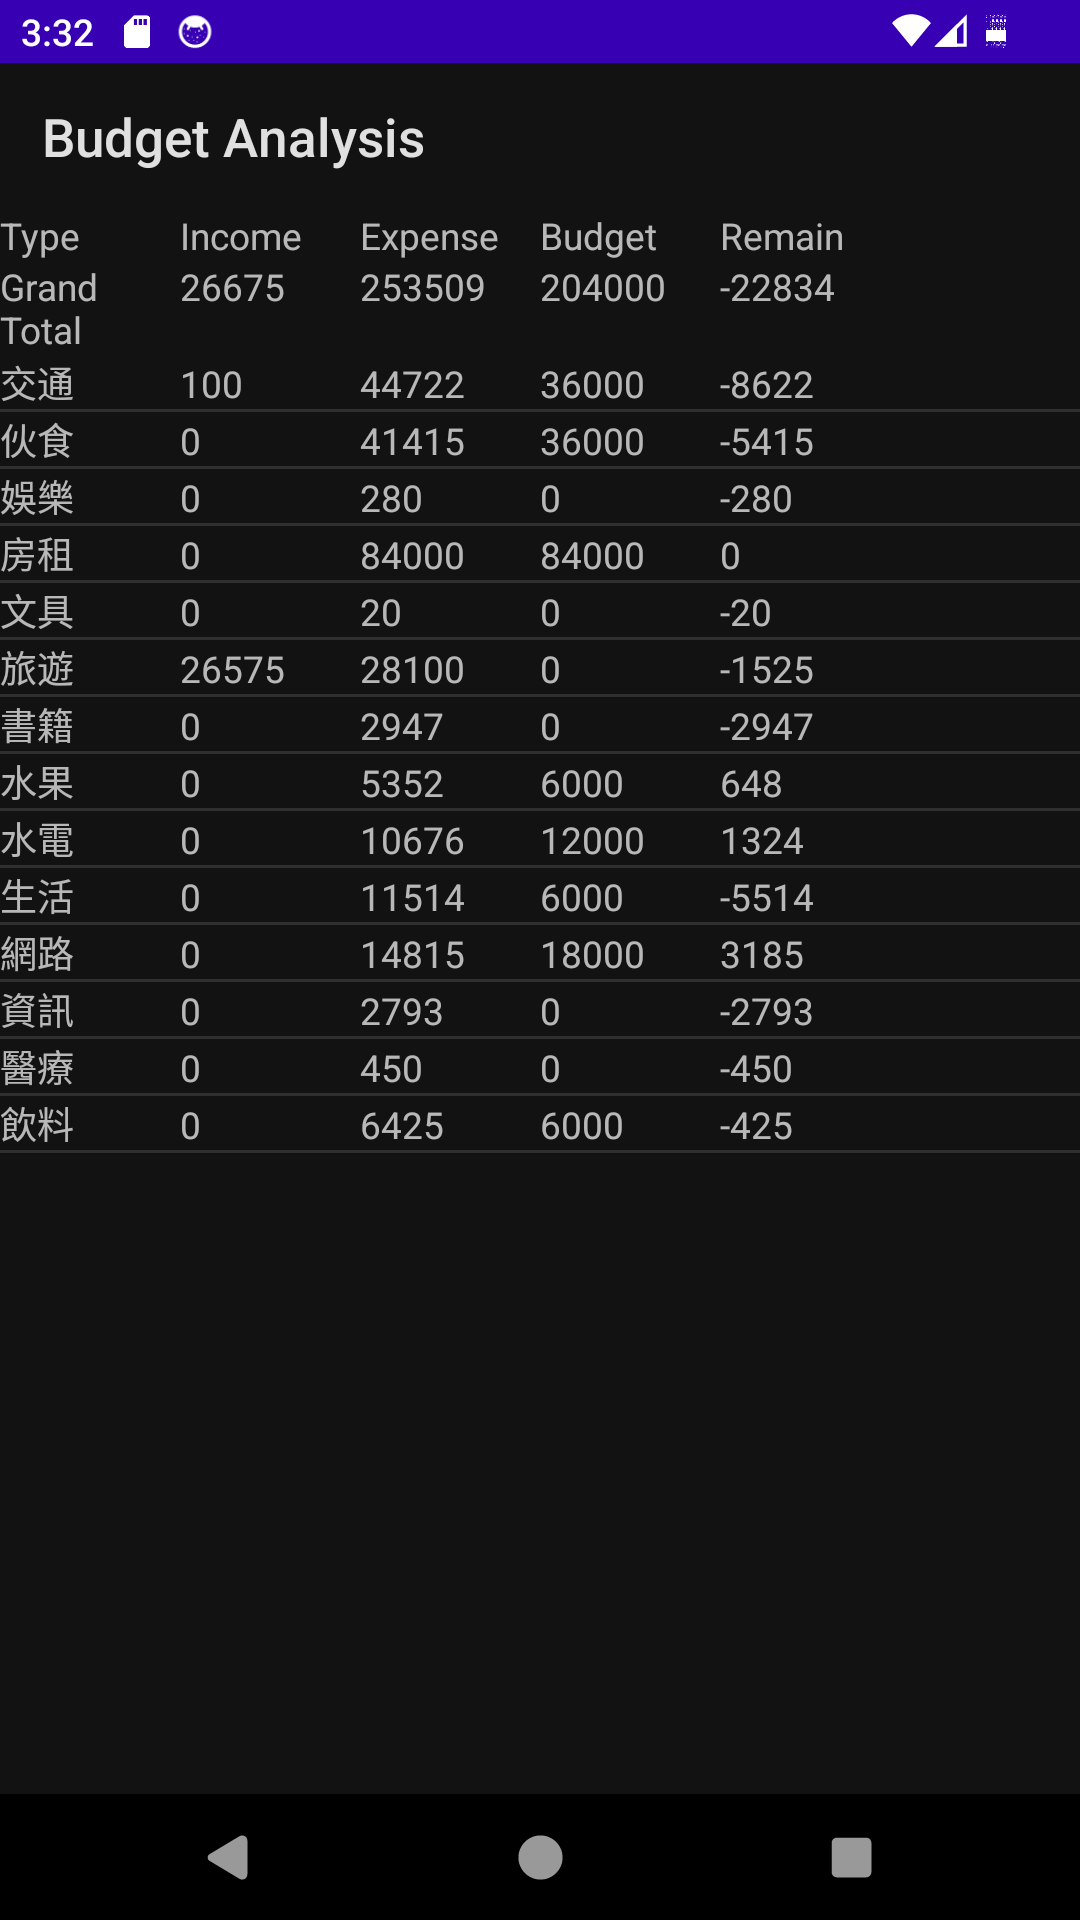 3:32
Budget Analysis
Type Income Expense Budget Remain
Grand Total 26675 253509 204000 -22834
交通 100 44722 36000 -8622
伙食 0 41415 36000 -5415
娛樂 0 280 0 -280
房租 0 84000 84000 0
文具 0 20 0 -20
旅遊 26575 28100 0 -1525
書籍 0 2947 0 -2947
水果 0 5352 6000 648
水電 0 10676 12000 1324
生活 0 11514 6000 -5514
網路 0 14815 18000 3185
資訊 0 2793 0 -2793
醫療 0 450 0 -450
飲料 0 6425 6000 -425